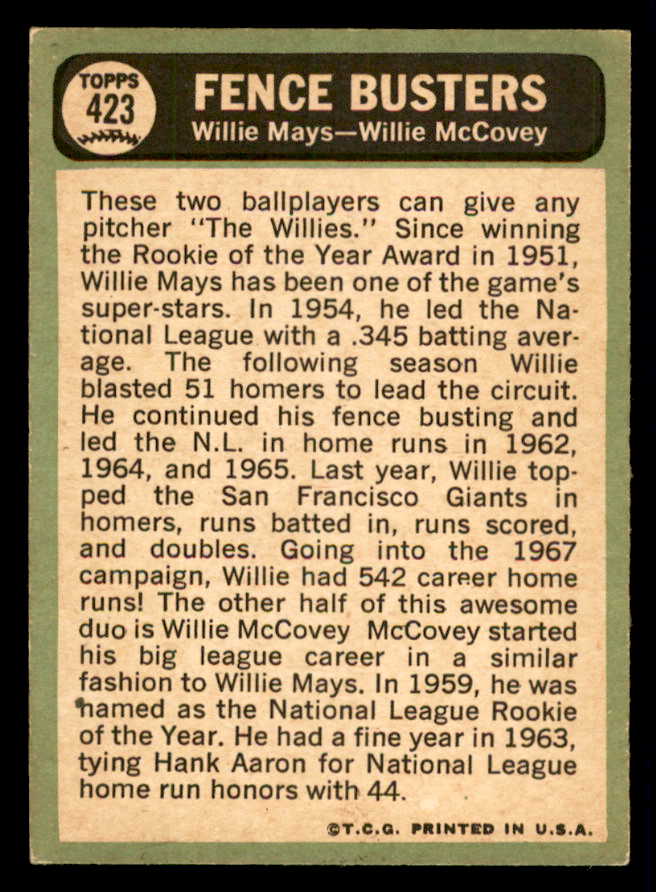 TOPPS
423
FENCE BUSTERS
Willie Mays—Willie McCovey
These two ballplayers can give any
pitcher "The Willies." Since winning
the Rookie of the Year Award in 1951,
Willie Mays has been one of the game's
super-stars. In 1954, he led the Na-
tional League with a .345 batting aver-
age. The following season Willie
blasted 51 homers to lead the circuit.
He continued his fence busting and
led the N.L. in home runs in 1962,
1964, and 1965. Last year, Willie top-
ped the San Francisco Giants in
homers, runs batted in, runs scored,
and doubles. Going into the 1967
campaign, Willie had 542 career home
runs! The other half of this awesome
duo is Willie McCovey McCovey started
his big league career in a similar
fashion to Willie Mays. In 1959, he was
named as the National League Rookie
of the Year. He had a fine year in 1963,
tying Hank Aaron for National League
home run honors with 44.
©T.C.G. PRINTED IN U.S.A.